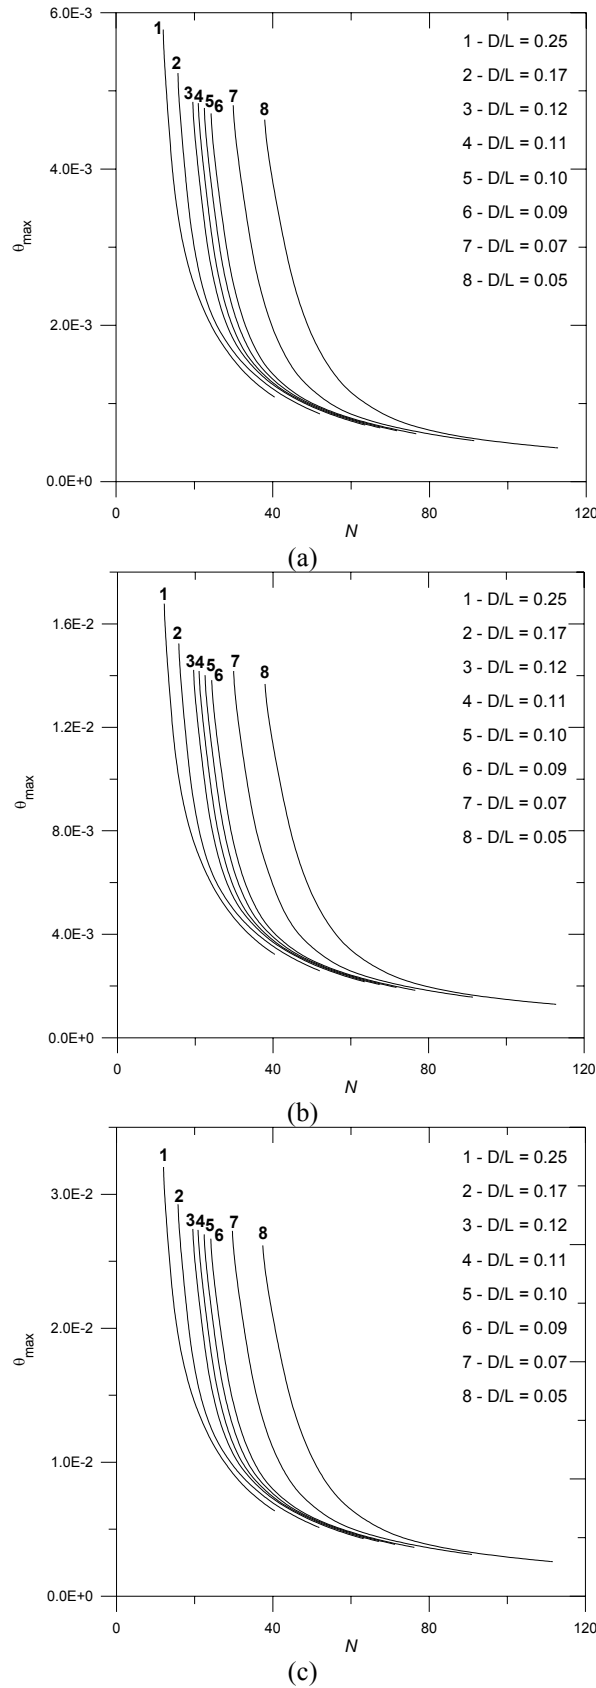 6.0E-3
4.0E-3
2.0E-3
0.0E+0
θmax
1
2
3
4
5
6
7
8
1 - D/L = 0.25
2 - D/L = 0.17
3 - D/L = 0.12
4 - D/L = 0.11
5 - D/L = 0.10
6 - D/L = 0.09
7 - D/L = 0.07
8 - D/L = 0.05
0 40 80 120
N
(a)
1.6E-2
1.2E-2
8.0E-3
4.0E-3
0.0E+0
θmax
1
2
3
4
5
6
7
8
1 - D/L = 0.25
2 - D/L = 0.17
3 - D/L = 0.12
4 - D/L = 0.11
5 - D/L = 0.10
6 - D/L = 0.09
7 - D/L = 0.07
8 - D/L = 0.05
0 40 80 120
N
(b)
3.0E-2
2.0E-2
1.0E-2
0.0E+0
θmax
1
2
3
4
5
6
7
8
1 - D/L = 0.25
2 - D/L = 0.17
3 - D/L = 0.12
4 - D/L = 0.11
5 - D/L = 0.10
6 - D/L = 0.09
7 - D/L = 0.07
8 - D/L = 0.05
0 40 80 120
N
(c)